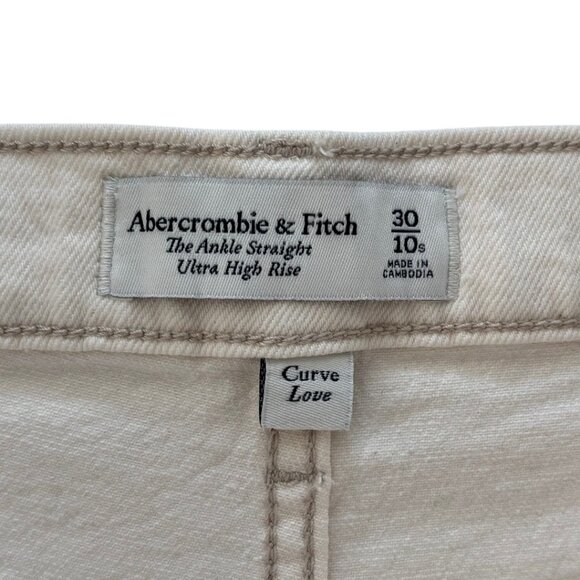 Abercrombie & Fitch
The Ankle Straight
Ultra High Rise
30
10s
MADE IN
CAMBODIA
Curve
Love